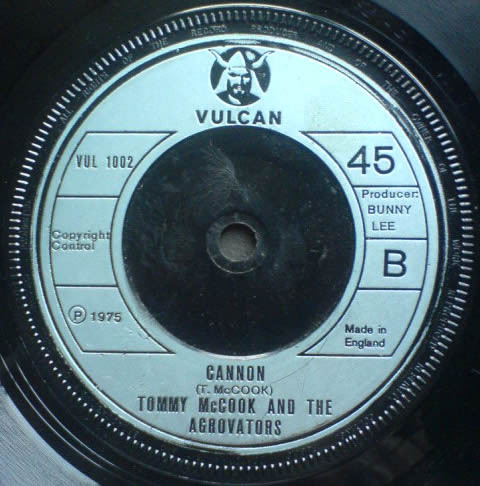 VULCAN
VUL 1002
45
Copyright
Control
Producer:
BUNNY
LEE
B
Ⓟ 1975
Made in
England
CANNON
(T. McCOOK)
TOMMY McCOOK AND THE
AGROVATORS